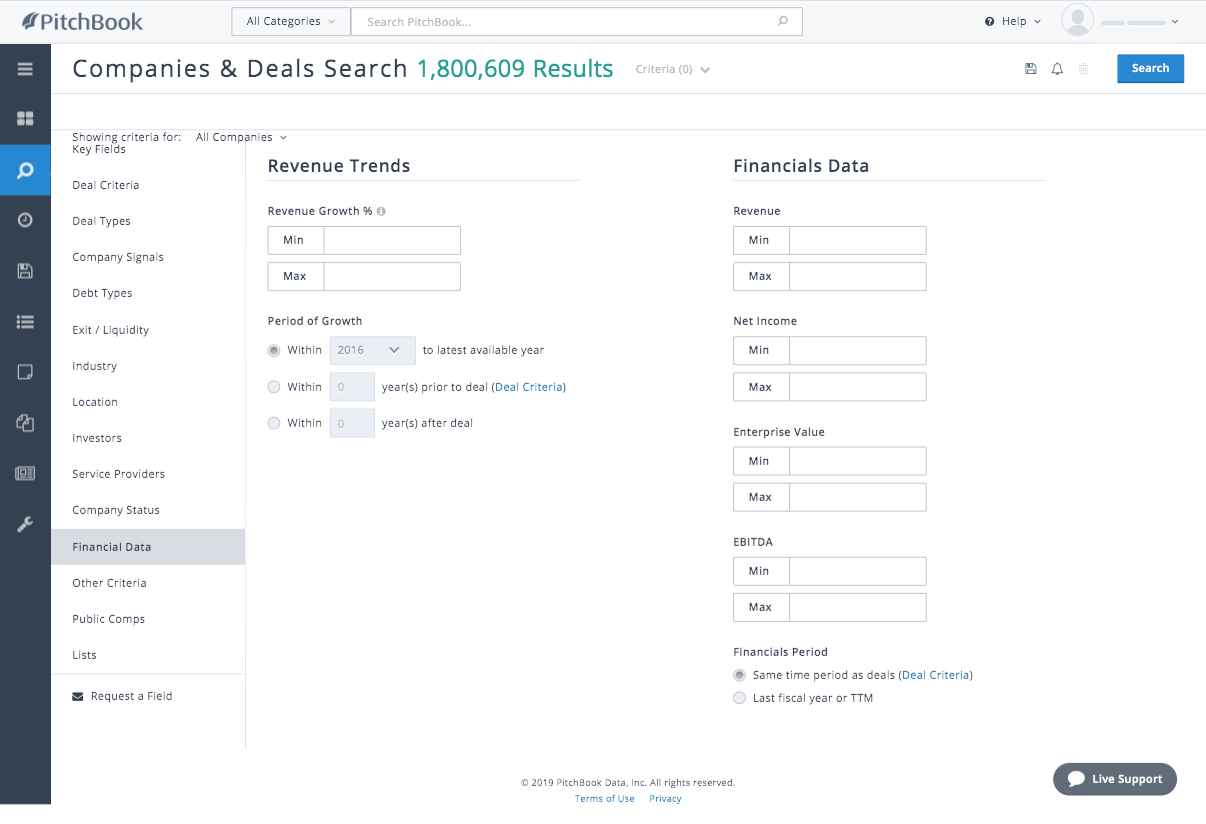 PitchBook
All Categories
Search PitchBook...
Help
Companies & Deals Search 1,800,609 Results
Criteria (0)
Search
Showing criteria for: All Companies
Key Fields
Deal Criteria
Deal Types
Company Signals
Debt Types
Exit / Liquidity
Industry
Location
Investors
Service Providers
Company Status
Financial Data
Other Criteria
Public Comps
Lists
Request a Field
Revenue Trends
Revenue Growth %
Min
Max
Period of Growth
Within 2016 to latest available year
Within 0 year(s) prior to deal (Deal Criteria)
Within 0 year(s) after deal
Financials Data
Revenue
Min
Max
Net Income
Min
Max
Enterprise Value
Min
Max
EBITDA
Min
Max
Financials Period
Same time period as deals (Deal Criteria)
Last fiscal year or TTM
© 2019 PitchBook Data, Inc. All rights reserved.
Terms of Use Privacy
Live Support